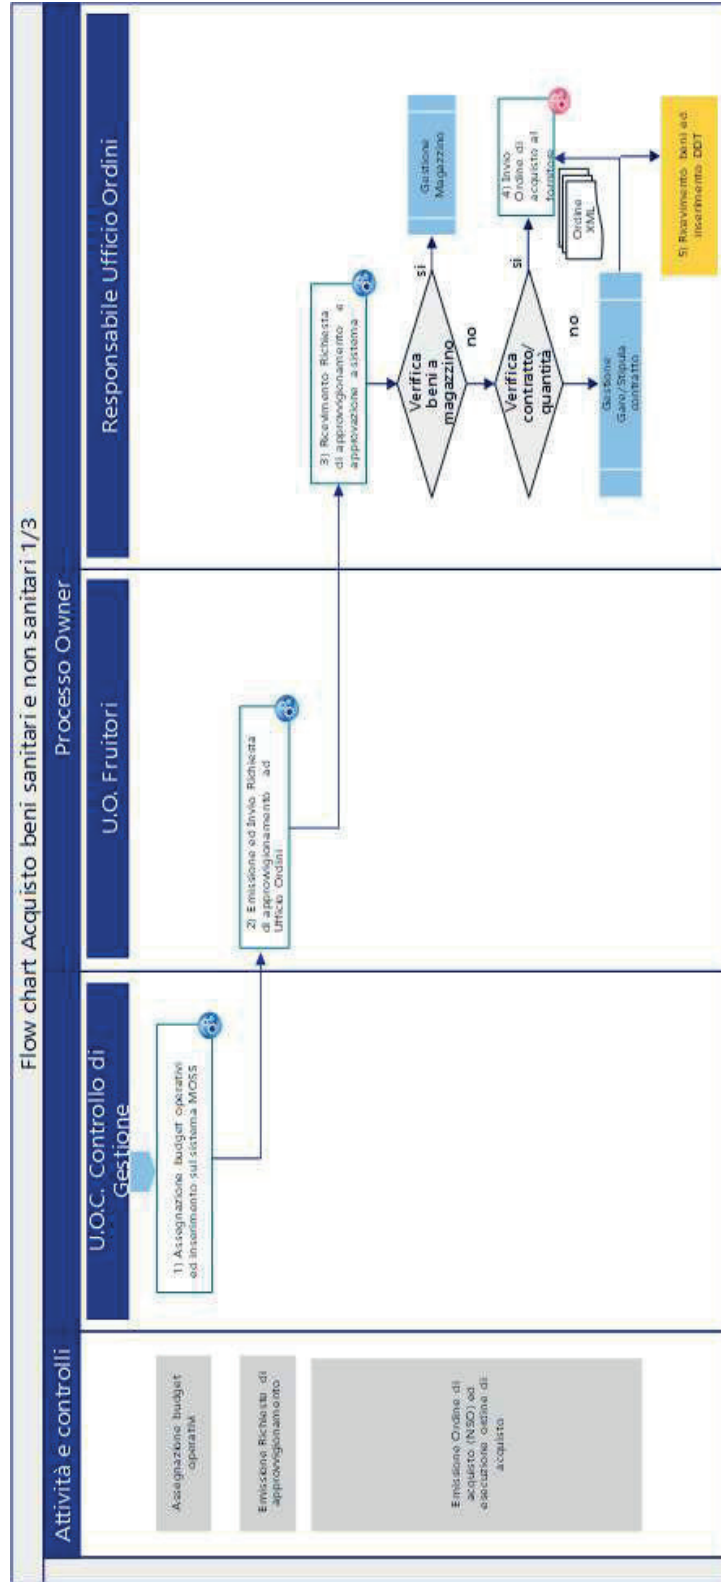 Flow chart Acquisto beni sanitari e non sanitari 1/3
Attività e controlli
Processo Owner
U.O.C. Controllo di
Gestione
U.O. Fruitori
Responsabile Ufficio Ordini
Assegnazione budget
operativi
1) Assegnazione budget operativi
ed inserimento sul sistema MOSS
Emissione Richiesta di
approvvigionamento
2) Emissione ed Invio Richiesta
di approvvigionamento ad
Ufficio Ordini
Emissione Ordine di
acquisto (NSO) ed
esecuzione ordine di
acquisto
3) Ricevimento Richiesta
di approvvigionamento e
approvazione a sistema
Verifica
beni a
magazzino
si
Gestione
Magazzino
no
Verifica
contratto/
quantità
si
4) Invio
Ordine di
acquisto al
fornitore
Ordine
XML
no
Gestione
Gare/Stipula
contratto
5) Ricevimento beni ed
inserimento DDT